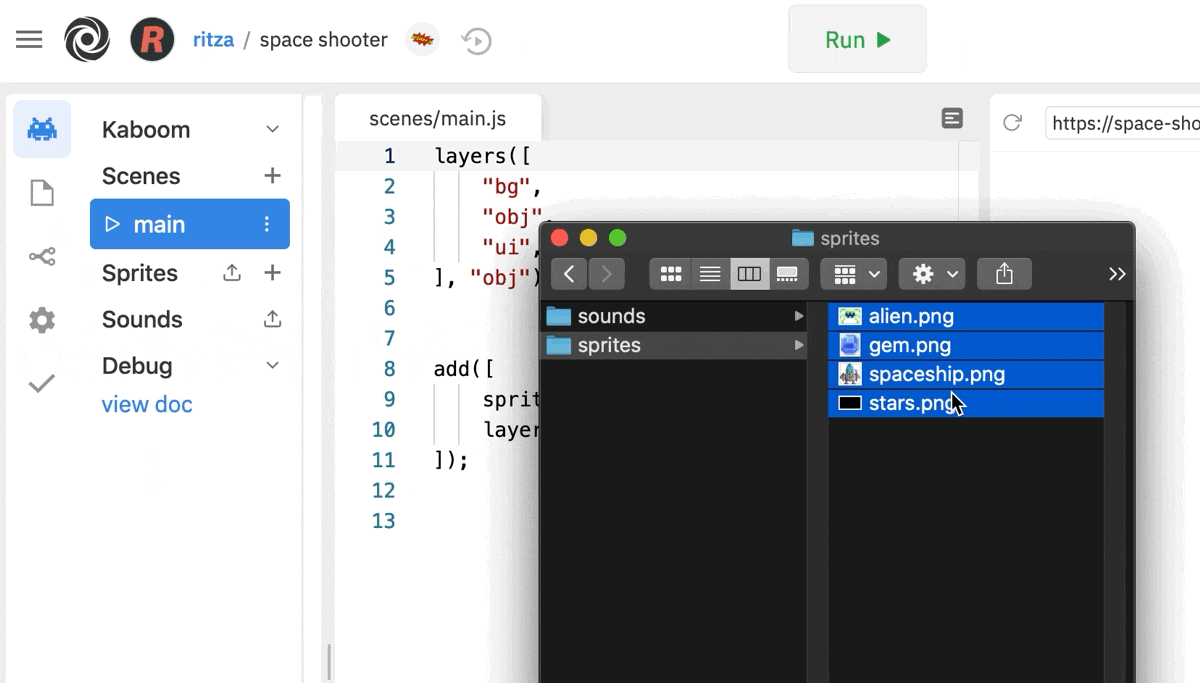 R ritza / space shooter
Run
Kaboom
Scenes
main
Sprites
Sounds
Debug
view doc
scenes/main.js
1 layers([
2 "bg",
3 "obj",
4 "ui",
5 ], "obj")
6
7
8 add([
9 sprit
10 layer
11 ]);
12
13
https://space-sho
sprites
sounds
sprites
alien.png
gem.png
spaceship.png
stars.png